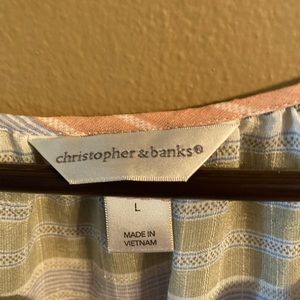 christopher & banks®
L
MADE IN
VIETNAM